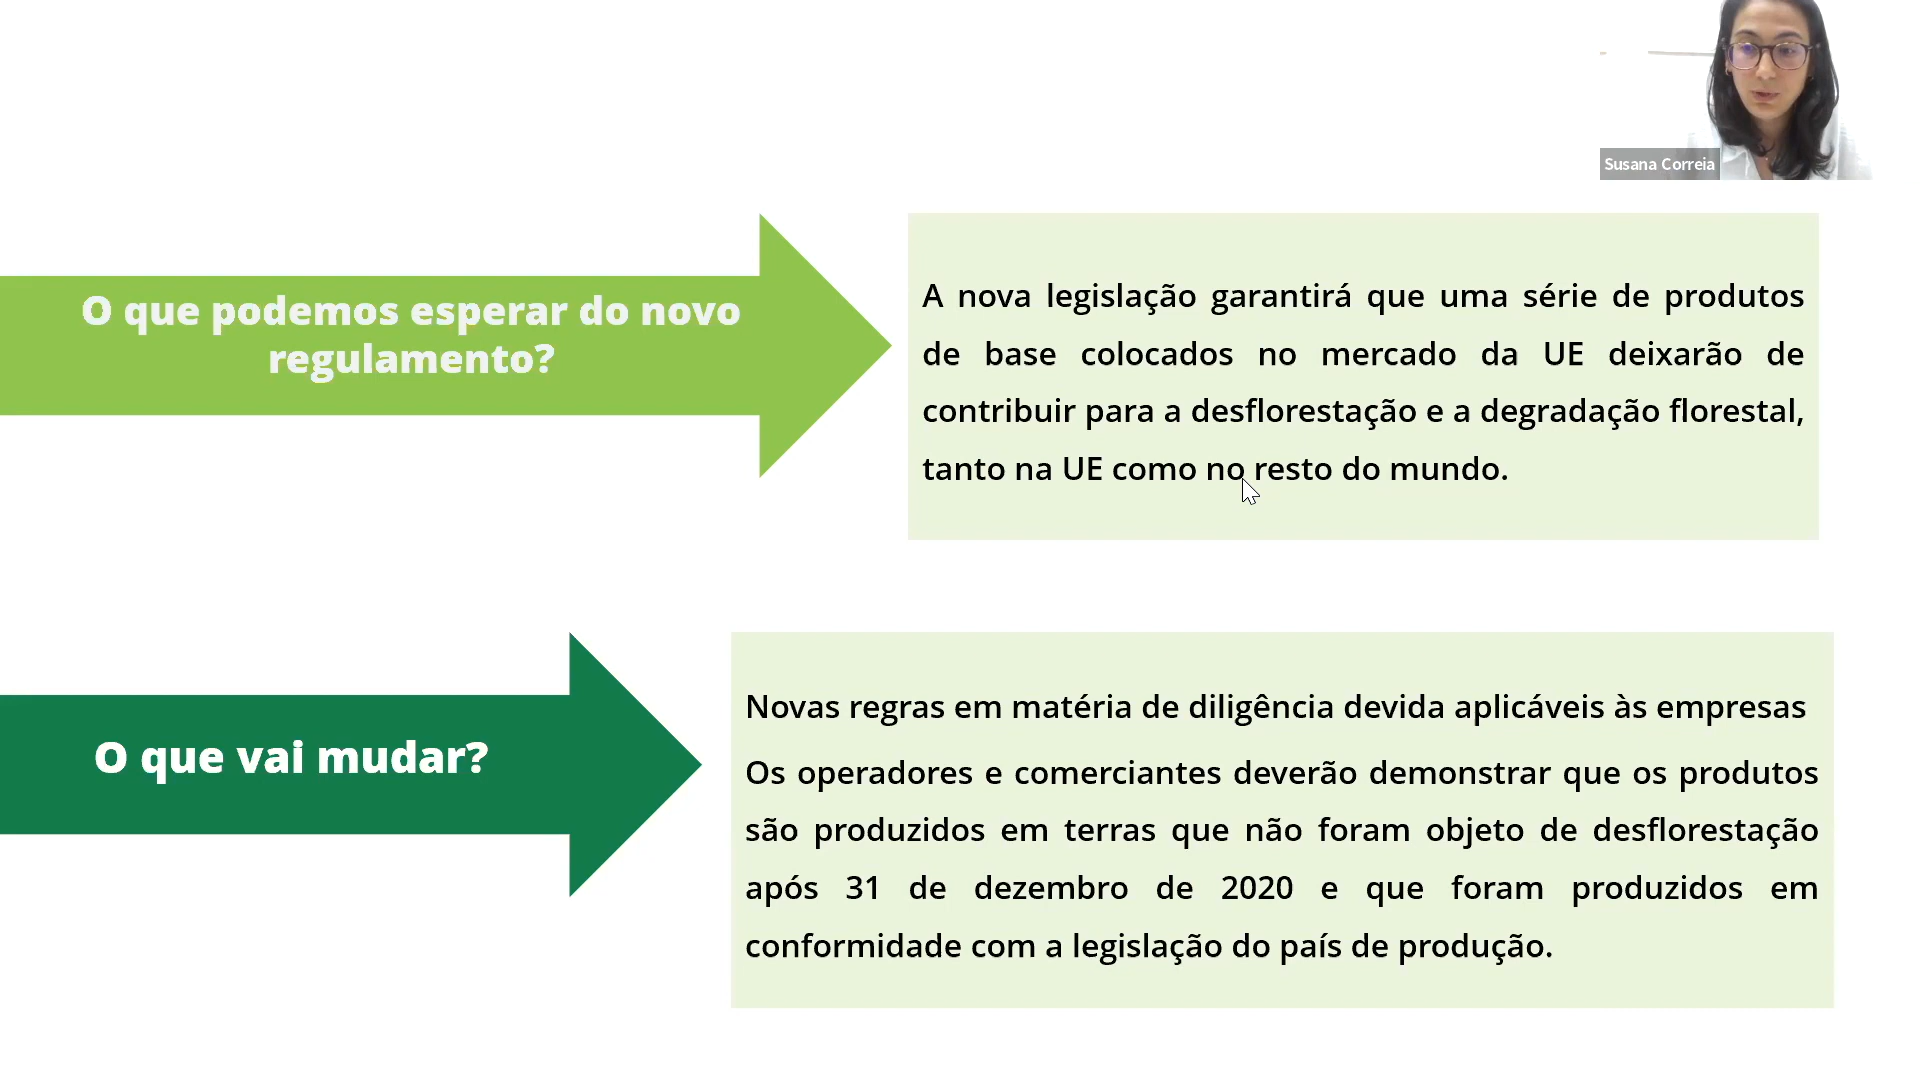 Susana Correia
O que podemos esperar do novo
regulamento?
A nova legislação garantirá que uma série de produtos
de base colocados no mercado da UE deixarão de
contribuir para a desflorestação e a degradação florestal,
tanto na UE como no resto do mundo.
O que vai mudar?
Novas regras em matéria de diligência devida aplicáveis às empresas
Os operadores e comerciantes deverão demonstrar que os produtos
são produzidos em terras que não foram objeto de desflorestação
após 31 de dezembro de 2020 e que foram produzidos em
conformidade com a legislação do país de produção.